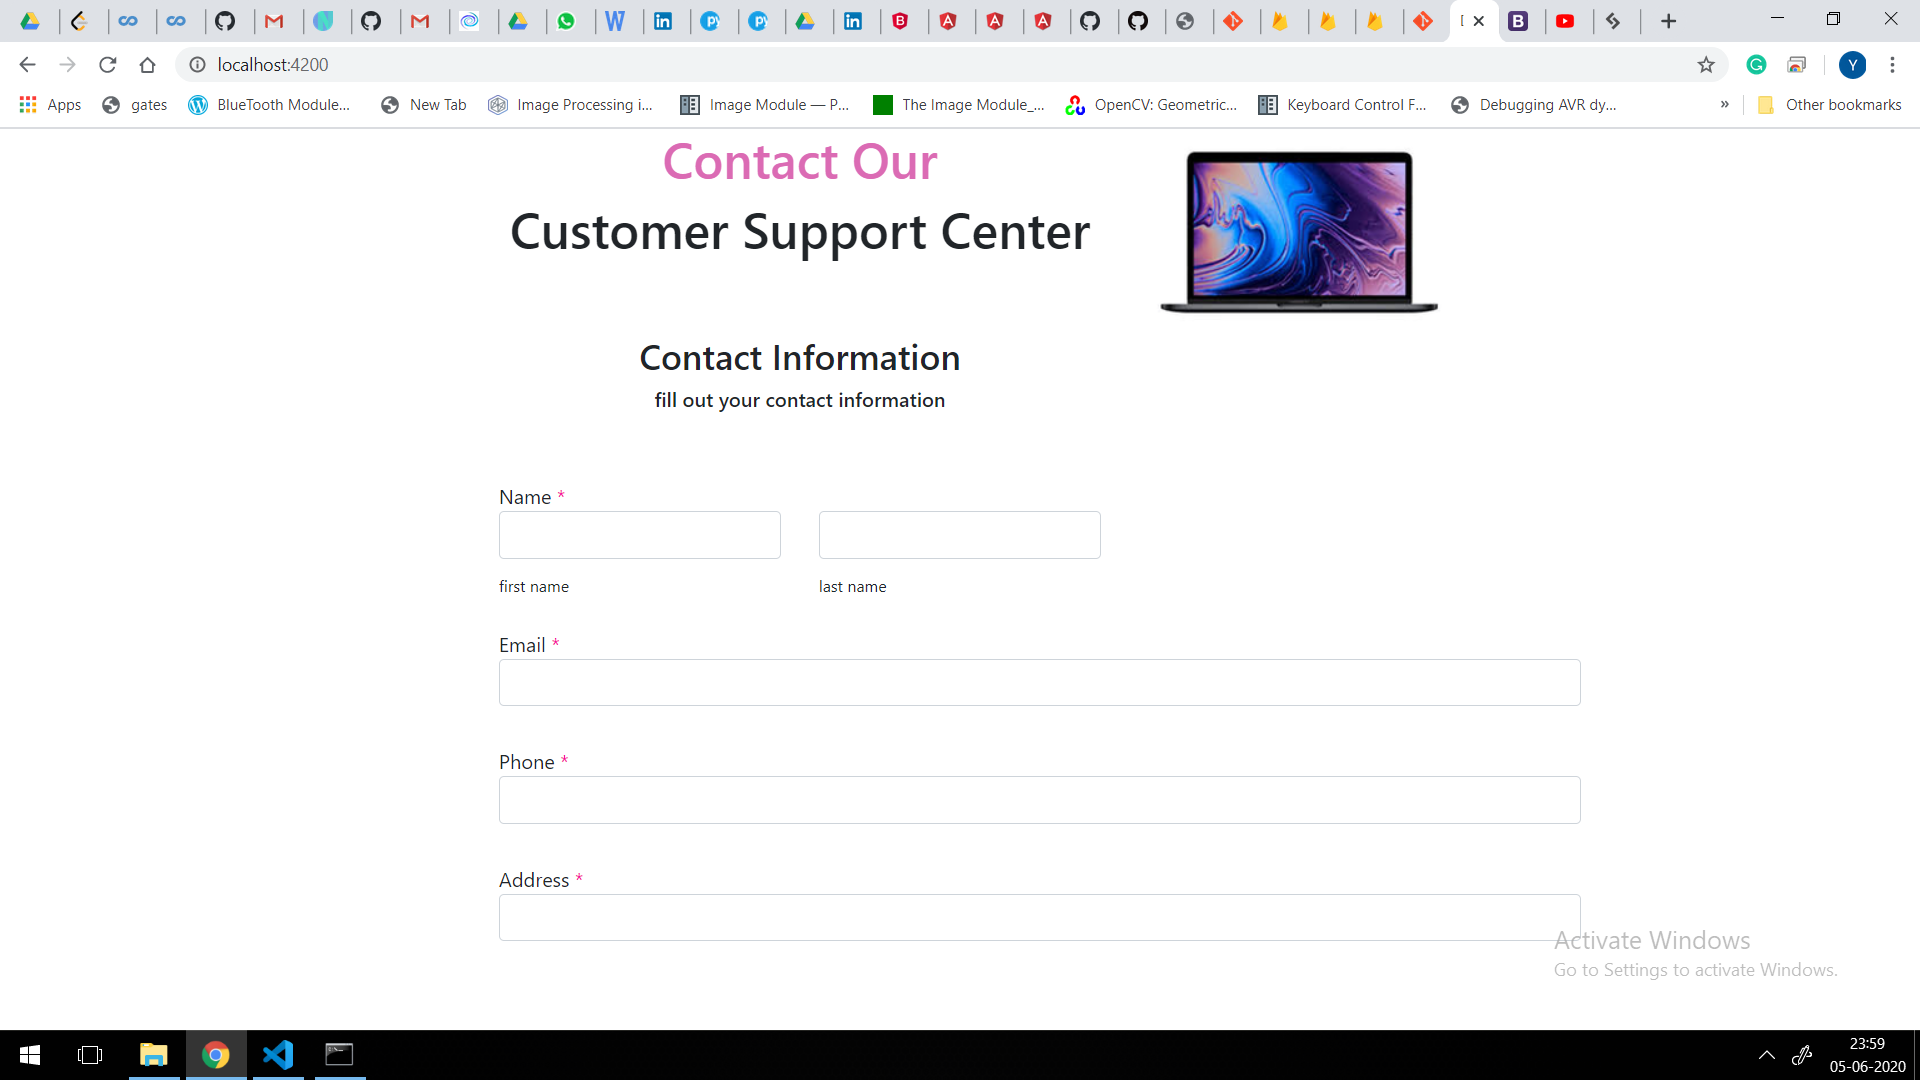 localhost:4200
Y
Apps
gates
BlueTooth Module...
New Tab
Image Processing i...
Image Module — P...
The Image Module_...
OpenCV: Geometric...
Keyboard Control F...
Debugging AVR dy...
»
Other bookmarks
Contact Our
Customer Support Center
Contact Information
fill out your contact information
Name *
first name
last name
Email *
Phone *
Address *
Activate Windows
Go to Settings to activate Windows.
23:59
05-06-2020